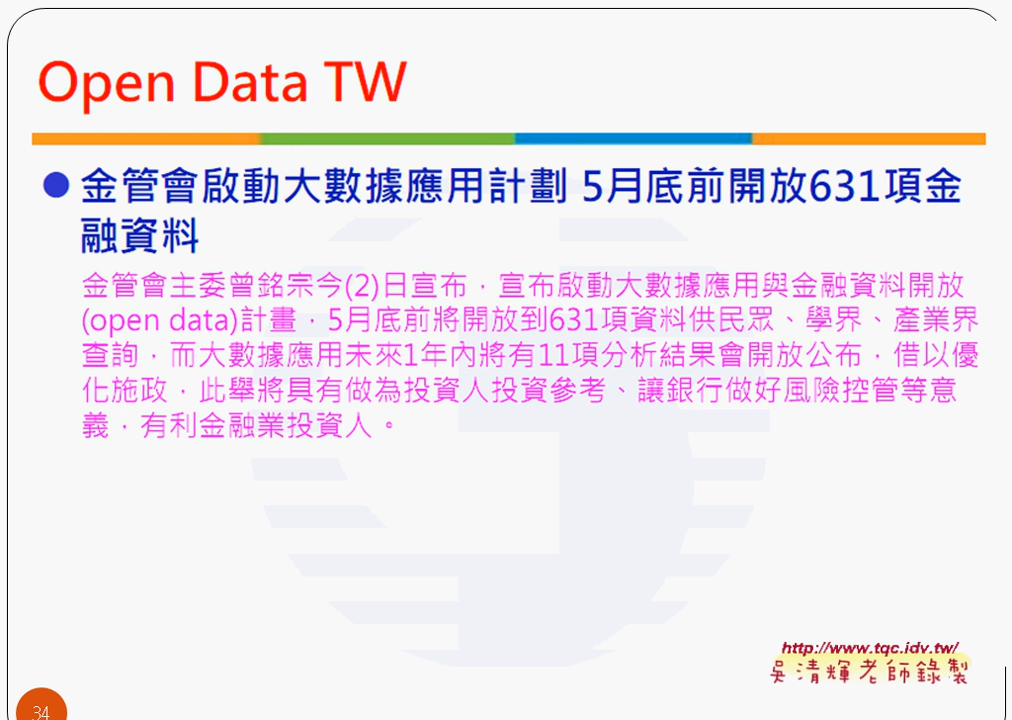 Open Data TW
●金管會啟動大數據應用計劃 5月底前開放631項金
融資料
金管會主委曾銘宗今(2)日宣布，宣布啟動大數據應用與金融資料開放
(open data)計畫，5月底前將開放到631項資料供民眾、學界、產業界
查詢，而大數據應用未來1年內將有11項分析結果會開放公布，借以優
化施政，此舉將具有做為投資人投資參考、讓銀行做好風險控管等意
義，有利金融業投資人。
http://www.tqc.idv.tw/
吳清輝老師錄製
34